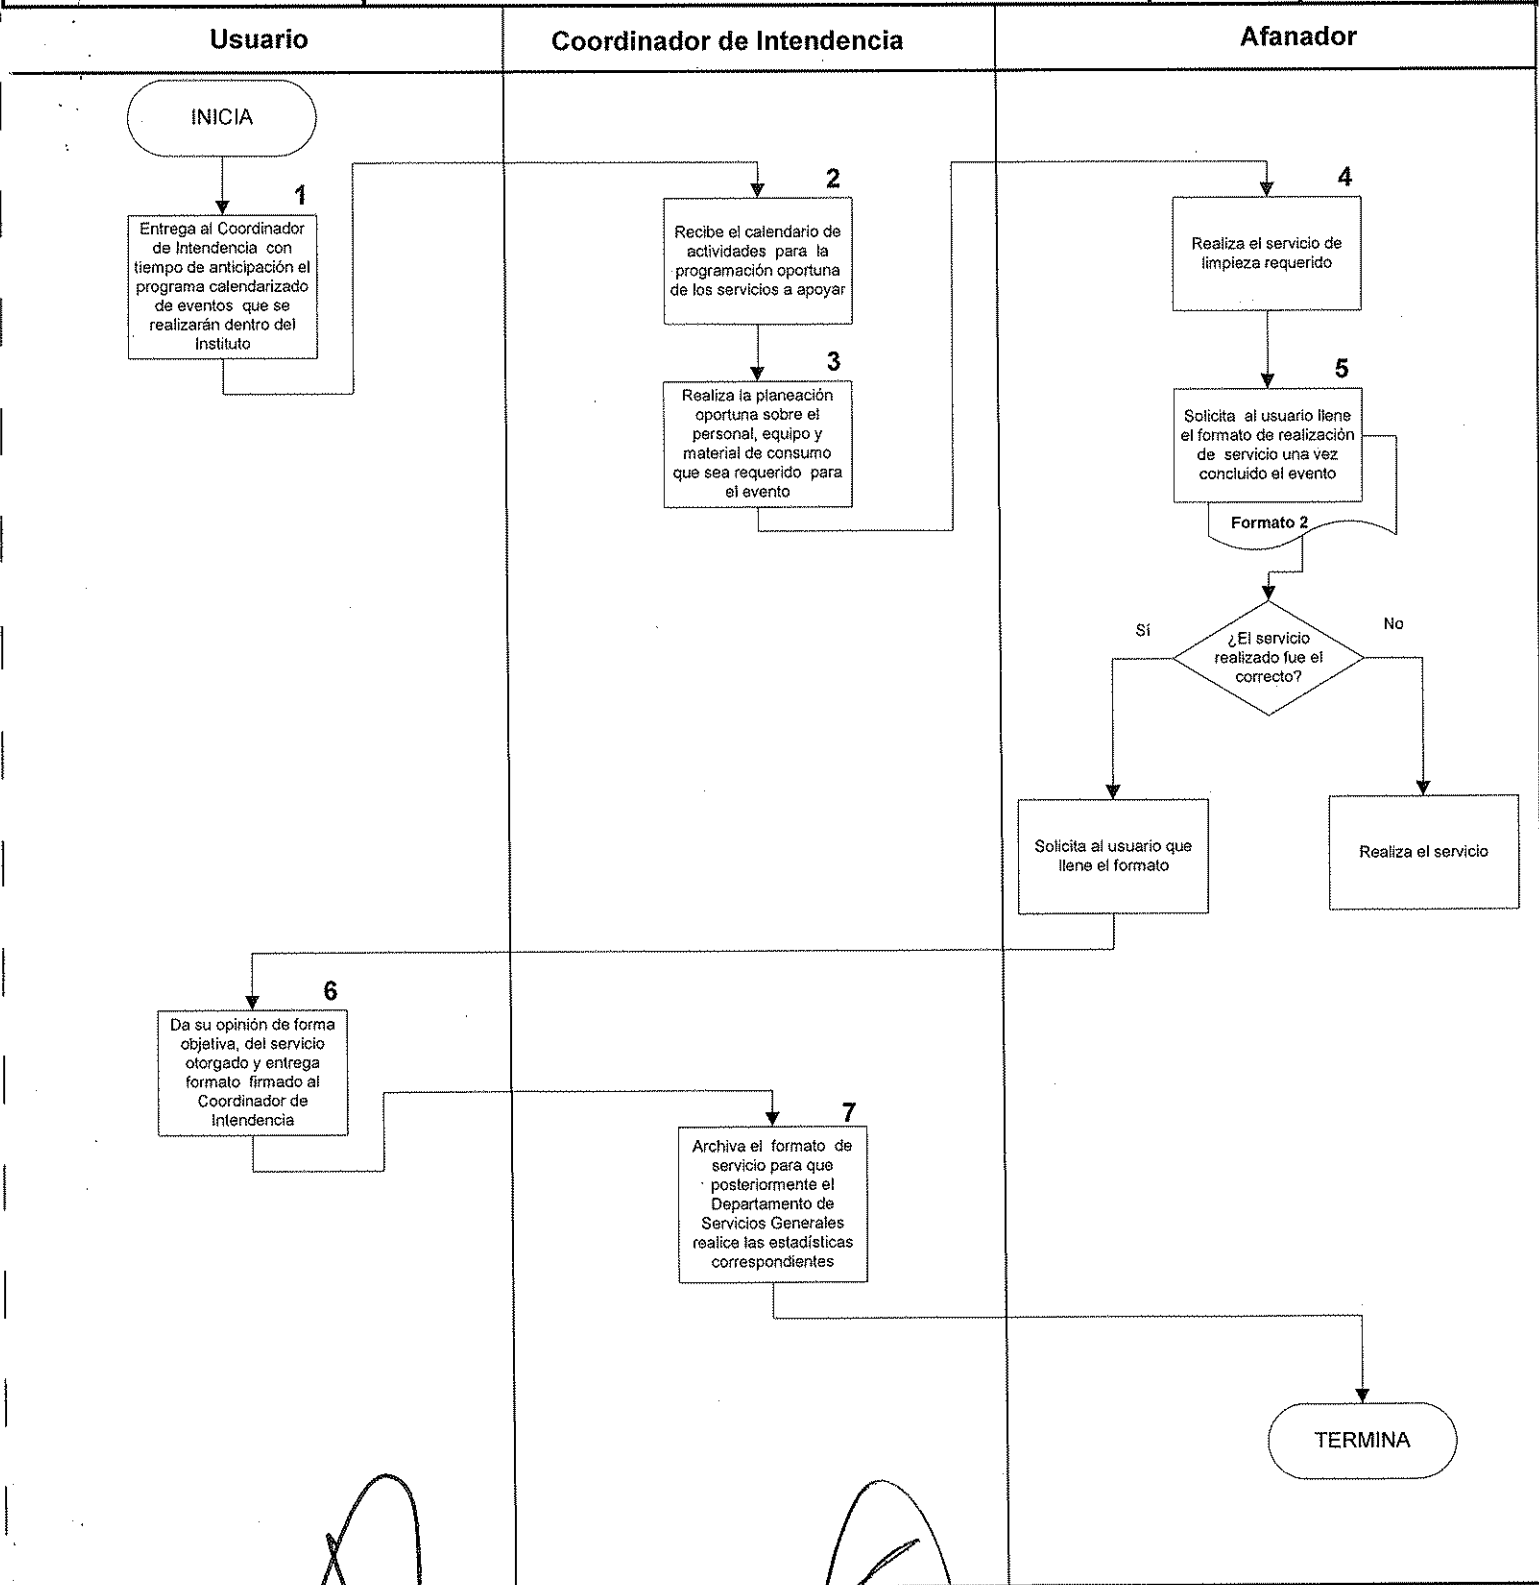 Usuario
Coordinador de Intendencia
Afanador
INICIA
1
Entrega al Coordinador
de Intendencia con
tiempo de anticipación el
programa calendarizado
de eventos que se
realizarán dentro del
Instituto
2
Recibe el calendario de
actividades para la
programación oportuna
de los servicios a apoyar
3
Realiza la planeación
oportuna sobre el
personal, equipo y
material de consumo
que sea requerido para
el evento
4
Realiza el servicio de
limpieza requerido
5
Solicita al usuario llene
el formato de realización
de servicio una vez
concluido el evento
Formato 2
¿El servicio
realizado fue el
correcto?
Sí
No
Solicita al usuario que
llene el formato
Realiza el servicio
6
Da su opinión de forma
objetiva, del servicio
otorgado y entrega
formato firmado al
Coordinador de
Intendencia
7
Archiva el formato de
servicio para que
posteriormente el
Departamento de
Servicios Generales
realice las estadísticas
correspondientes
TERMINA